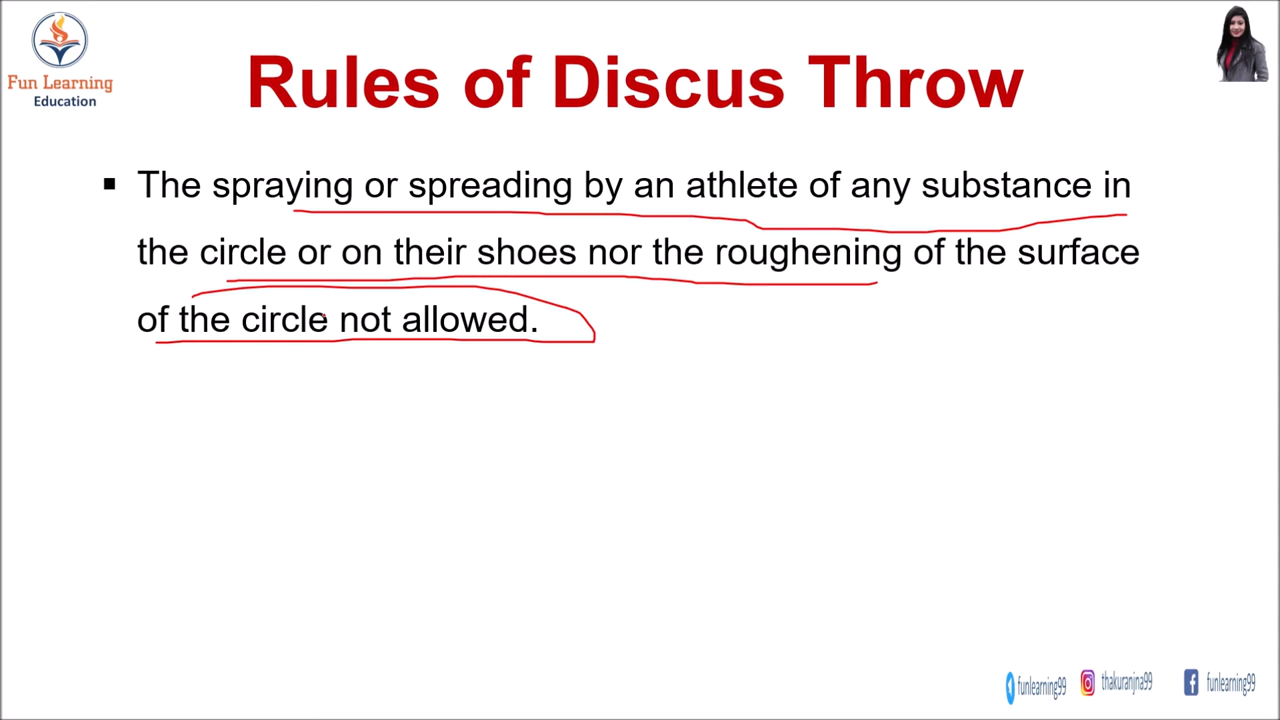 Fun Learning
Education
Rules of Discus Throw
▪ The spraying or spreading by an athlete of any substance in
the circle or on their shoes nor the roughening of the surface
of the circle not allowed.
funlearning99
thakuranjna99
funlearning99